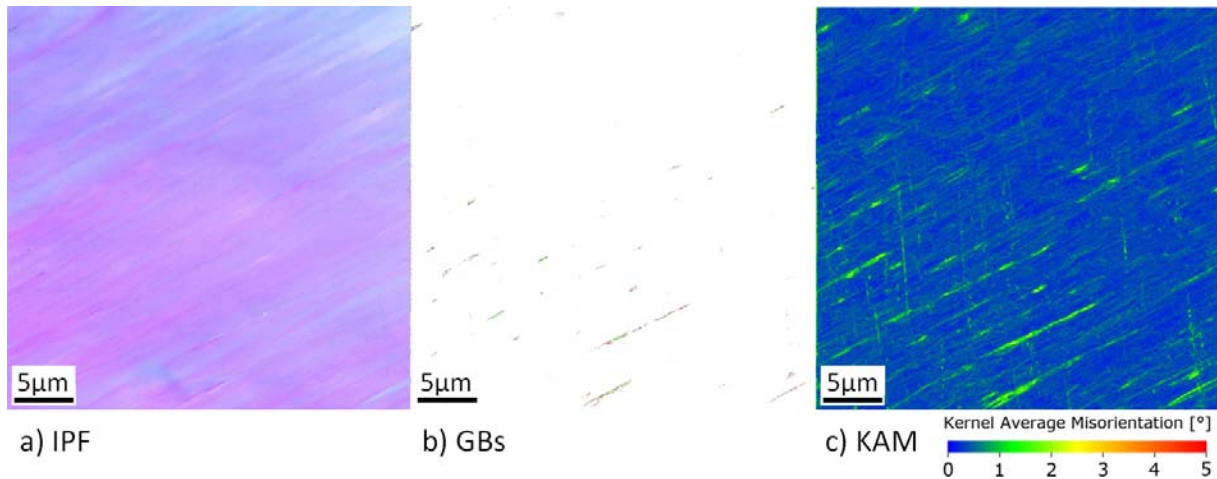 5μm
5μm
5μm
a) IPF
b) GBs
c) KAM
Kernel Average Misorientation [°]
0 1 2 3 4 5